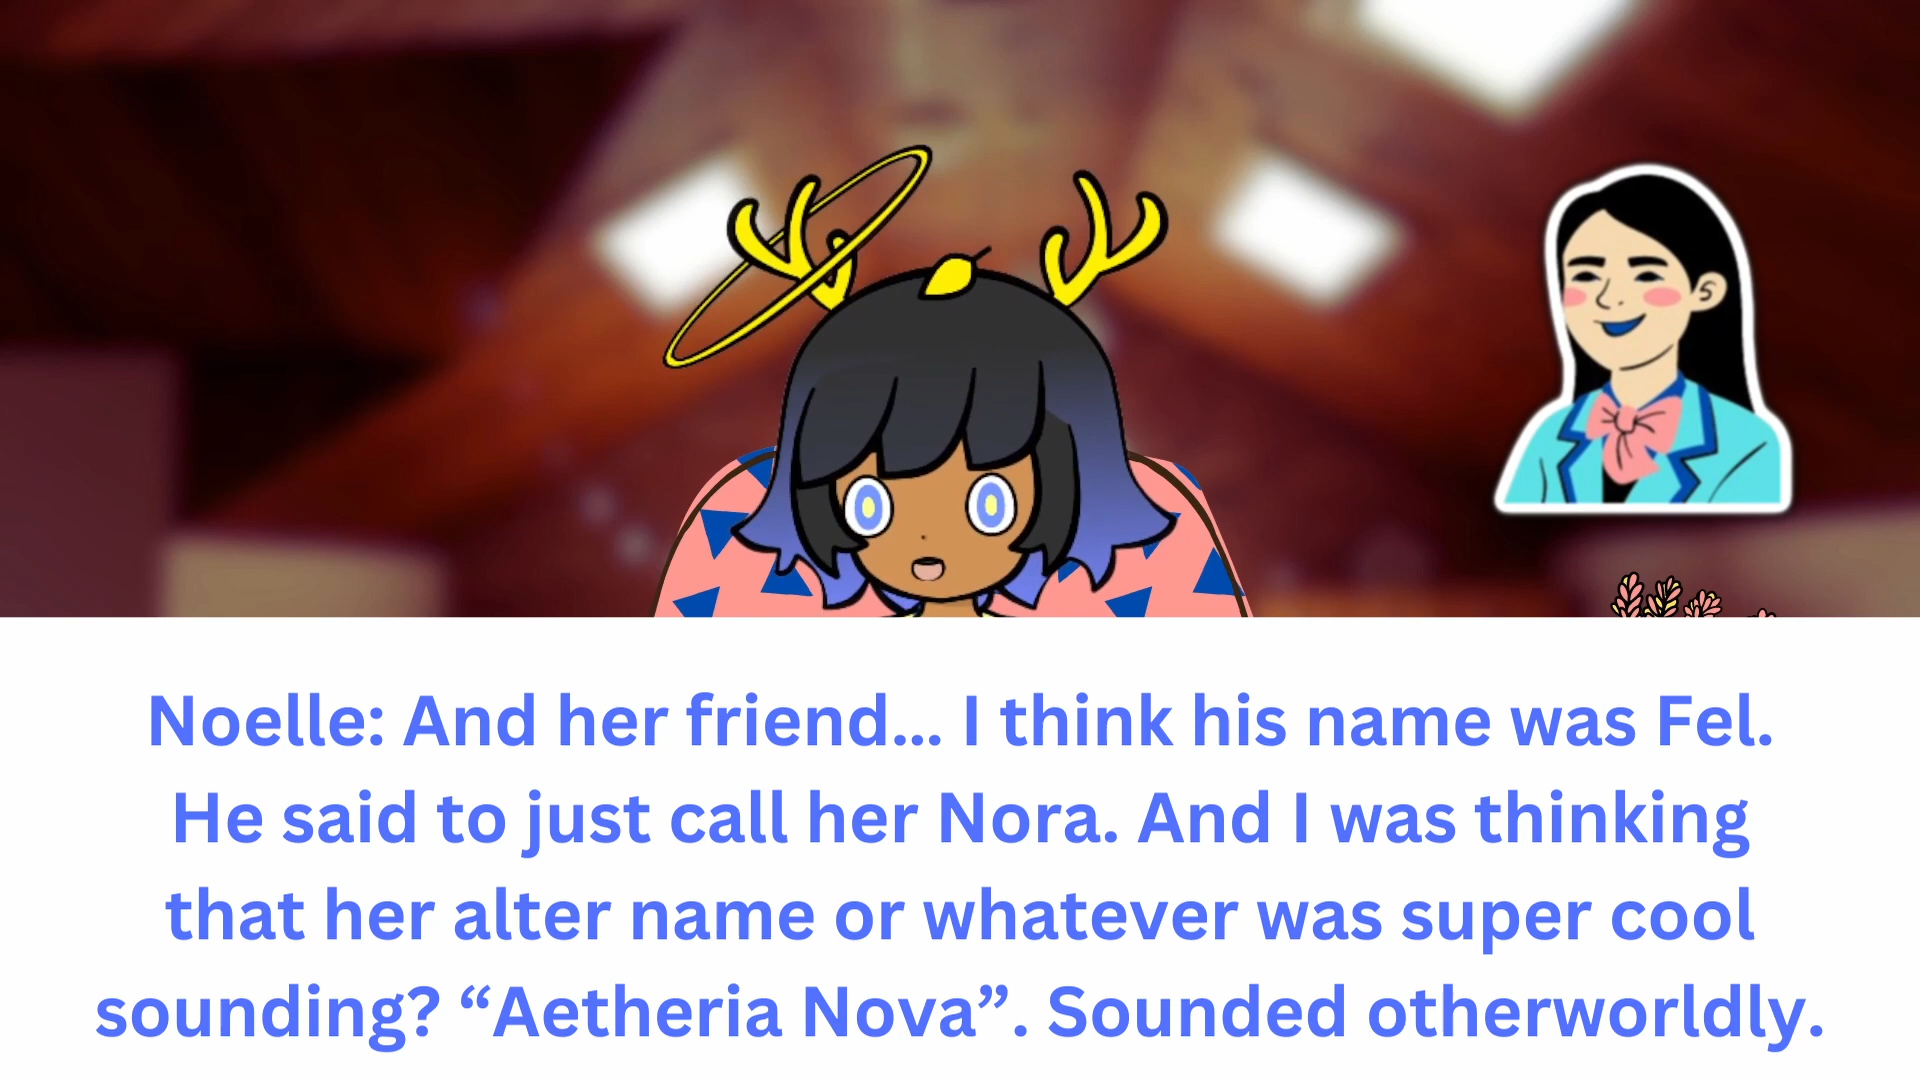 Noelle: And her friend... I think his name was Fel.
He said to just call her Nora. And I was thinking
that her alter name or whatever was super cool
sounding? “Aetheria Nova”. Sounded otherworldly.